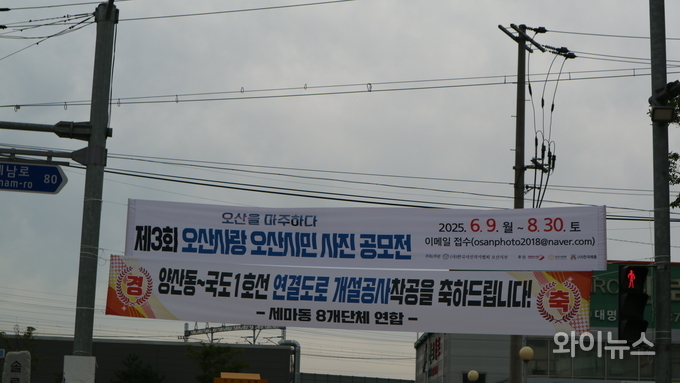 남로
nam-ro
80
오산을 마주하다
제3회 오산사랑 오산시민 사진 공모전
2025. 6. 9. 월 ~ 8. 30. 토
이메일 접수(osanphoto2018@naver.com)
경 양산동~국도1호선 연결도로 개설공사착공을 축하드립니다! 축
- 세마동 8개단체 연합 -
대명
와이뉴스